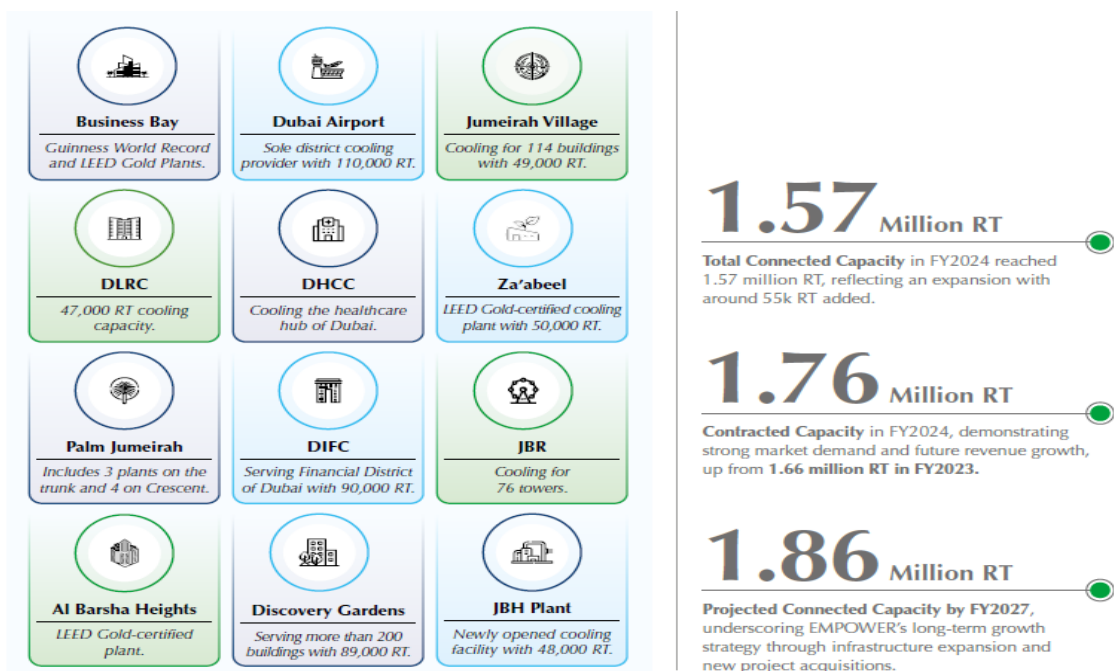 Business Bay
Guinness World Record
and LEED Gold Plants.
Dubai Airport
Sole district cooling
provider with 110,000 RT.
Jumeirah Village
Cooling for 114 buildings
with 49,000 RT.
DLRC
47,000 RT cooling
capacity.
DHCC
Cooling the healthcare
hub of Dubai.
Za'abeel
LEED Gold-certified cooling
plant with 50,000 RT.
Palm Jumeirah
Includes 3 plants on the
trunk and 4 on Crescent.
DIFC
Serving Financial District
of Dubai with 90,000 RT.
JBR
Cooling for
76 towers.
Al Barsha Heights
LEED Gold-certified
plant.
Discovery Gardens
Serving more than 200
buildings with 89,000 RT.
JBH Plant
Newly opened cooling
facility with 48,000 RT.
1.57 Million RT
Total Connected Capacity in FY2024 reached
1.57 million RT, reflecting an expansion with
around 55k RT added.
1.76 Million RT
Contracted Capacity in FY2024, demonstrating
strong market demand and future revenue growth,
up from 1.66 million RT in FY2023.
1.86 Million RT
Projected Connected Capacity by FY2027,
underscoring EMPOWER's long-term growth
strategy through infrastructure expansion and
new project acquisitions.